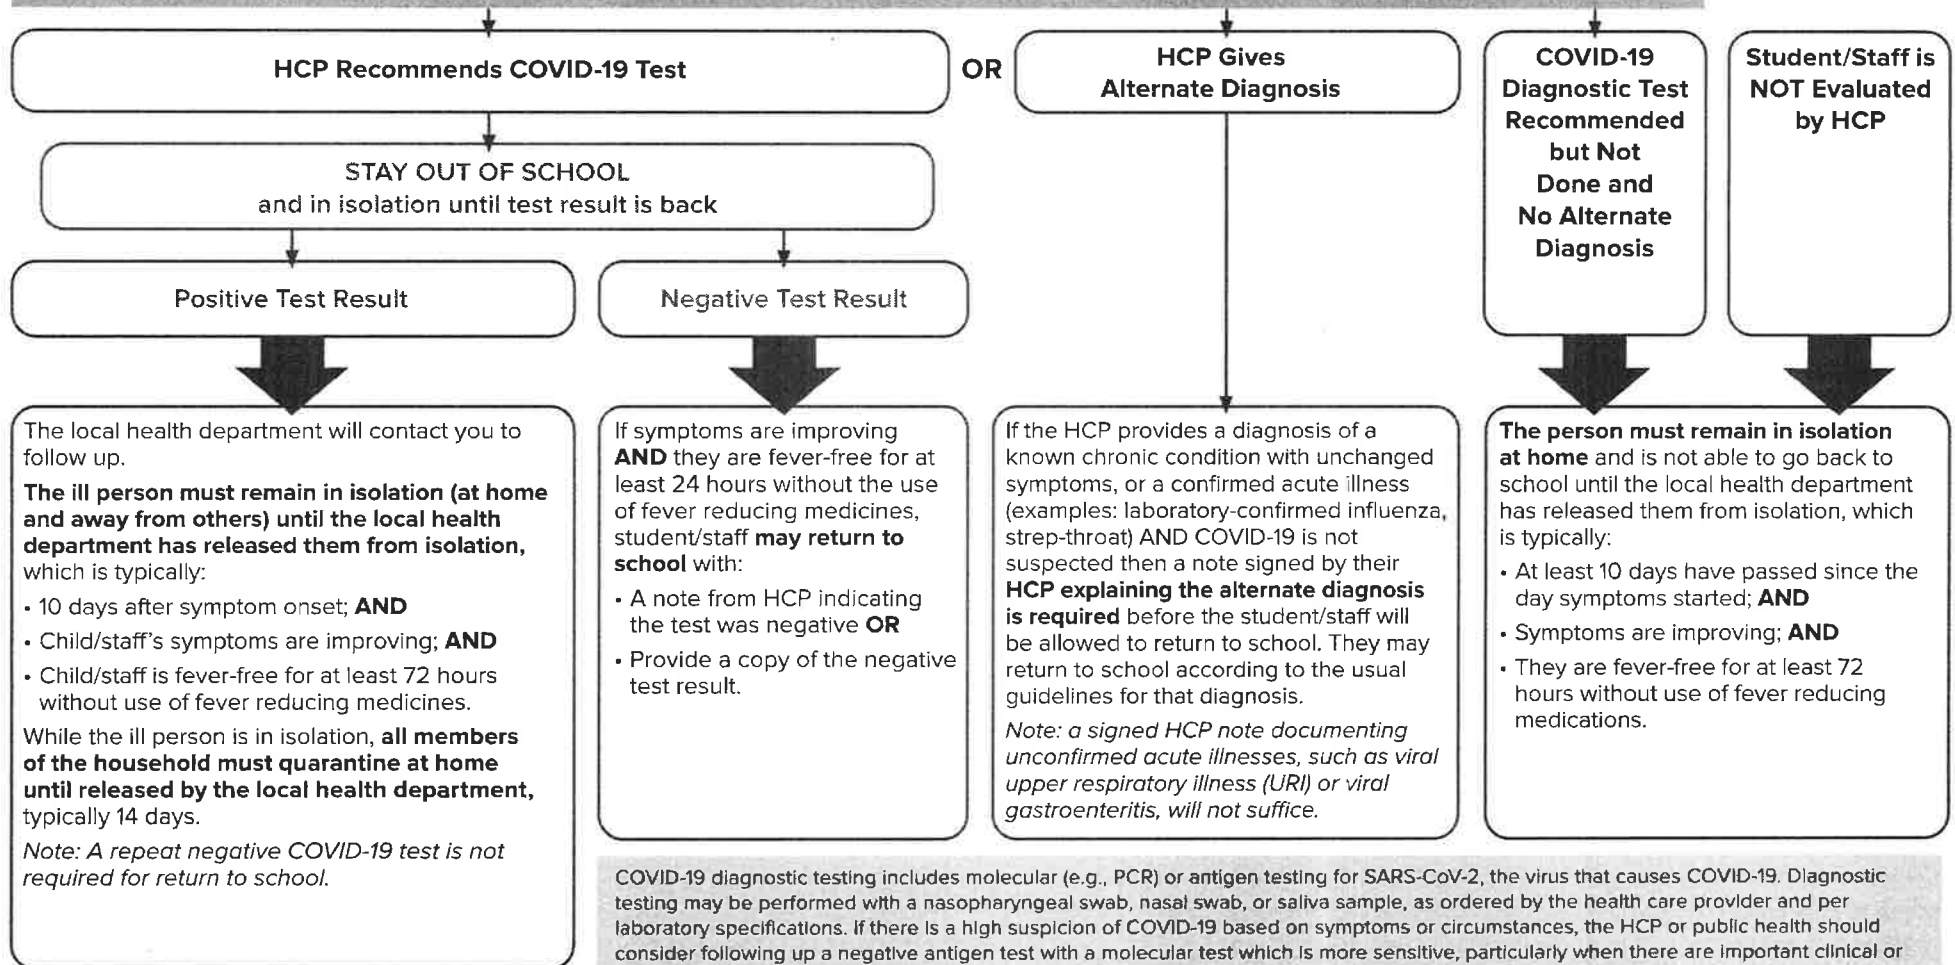 HCP Recommends COVID-19 Test
OR
HCP Gives
Alternate Diagnosis
COVID-19
Diagnostic Test
Recommended
but Not
Done and
No Alternate
Diagnosis
Student/Staff is
NOT Evaluated
by HCP
STAY OUT OF SCHOOL
and in isolation until test result is back
Positive Test Result
Negative Test Result
The local health department will contact you to
follow up.
The ill person must remain in isolation (at home
and away from others) until the local health
department has released them from isolation,
which is typically:
• 10 days after symptom onset; AND
• Child/staff's symptoms are improving; AND
• Child/staff is fever-free for at least 72 hours
without use of fever reducing medicines.
While the ill person is in isolation, all members
of the household must quarantine at home
until released by the local health department,
typically 14 days.
Note: A repeat negative COVID-19 test is not
required for return to school.
If symptoms are improving
AND they are fever-free for at
least 24 hours without the use
of fever reducing medicines,
student/staff may return to
school with:
• A note from HCP indicating
the test was negative OR
• Provide a copy of the negative
test result.
If the HCP provides a diagnosis of a
known chronic condition with unchanged
symptoms, or a confirmed acute illness
(examples: laboratory-confirmed influenza,
strep-throat) AND COVID-19 is not
suspected then a note signed by their
HCP explaining the alternate diagnosis
is required before the student/staff will
be allowed to return to school. They may
return to school according to the usual
guidelines for that diagnosis.
Note: a signed HCP note documenting
unconfirmed acute illnesses, such as viral
upper respiratory illness (URI) or viral
gastroenteritis, will not suffice.
The person must remain in isolation
at home and is not able to go back to
school until the local health department
has released them from isolation, which
is typically:
• At least 10 days have passed since the
day symptoms started; AND
• Symptoms are improving; AND
• They are fever-free for at least 72
hours without use of fever reducing
medications.
COVID-19 diagnostic testing includes molecular (e.g., PCR) or antigen testing for SARS-CoV-2, the virus that causes COVID-19. Diagnostic
testing may be performed with a nasopharyngeal swab, nasal swab, or saliva sample, as ordered by the health care provider and per
laboratory specifications. If there is a high suspicion of COVID-19 based on symptoms or circumstances, the HCP or public health should
consider following up a negative antigen test with a molecular test which is more sensitive, particularly when there are important clinical or